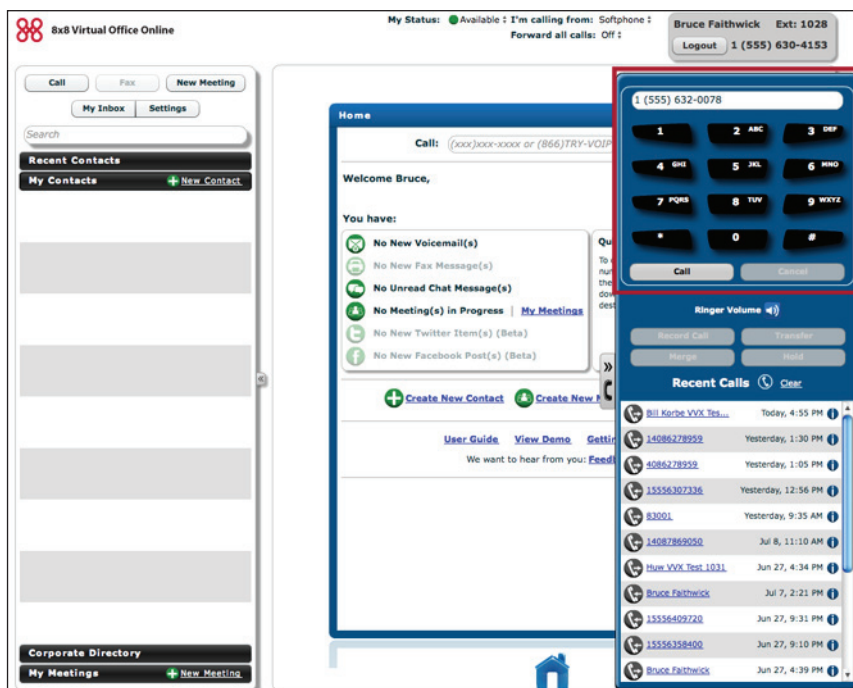 8x8 Virtual Office Online
My Status: Available I'm calling from: Softphone
Forward all calls: Off
Bruce Faithwick Ext: 1028
Logout 1 (555) 630-4153
Call Fax New Meeting
My Inbox Settings
Search
Recent Contacts
My Contacts New Contact
Corporate Directory
My Meetings New Meeting
Home
Call: (xxx)xxx-xxxx or (866)TRY-VOIP
Welcome Bruce,
You have:
No New Voicemail(s)
No New Fax Message(s)
No Unread Chat Message(s)
No Meeting(s) in Progress | My Meetings
No New Twitter Item(s) (Beta)
No New Facebook Post(s) (Beta)
Qu
To
num
the
dow
dest
Create New Contact Create New
User Guide View Demo Gettin
We want to hear from you: Feedb
1 (555) 632-0078
1 2 ABC 3 DEF
4 GHI 5 JKL 6 MNO
7 PQRS 8 TUV 9 WXYZ
* 0 #
Call Cancel
Ringer Volume
Record Call Transfer
Merge Hold
Recent Calls Clear
Bill Korbe VVX Tes... Today, 4:55 PM
14086278959 Yesterday, 1:30 PM
4086278959 Yesterday, 1:05 PM
15556307336 Yesterday, 12:56 PM
83001 Yesterday, 9:35 AM
14087869050 Jul 8, 11:10 AM
Huw VVX Test 1031 Jun 27, 4:34 PM
Bruce Faithwick Jul 7, 2:21 PM
15556409720 Jun 27, 9:31 PM
15556358400 Jun 27, 9:10 PM
Bruce Faithwick Jun 27, 4:39 PM